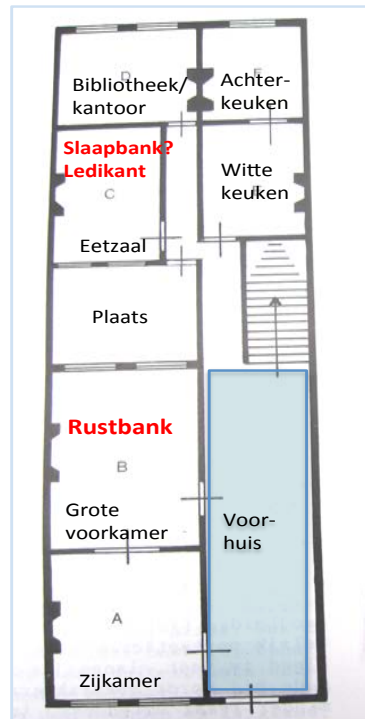 D
Bibliotheek/
kantoor
Achter-
keuken
Slaapbank?
Ledikant
C
Eetzaal
Witte
keuken
Plaats
Rustbank
B
Grote
voorkamer
Voor-
huis
A
Zijkamer